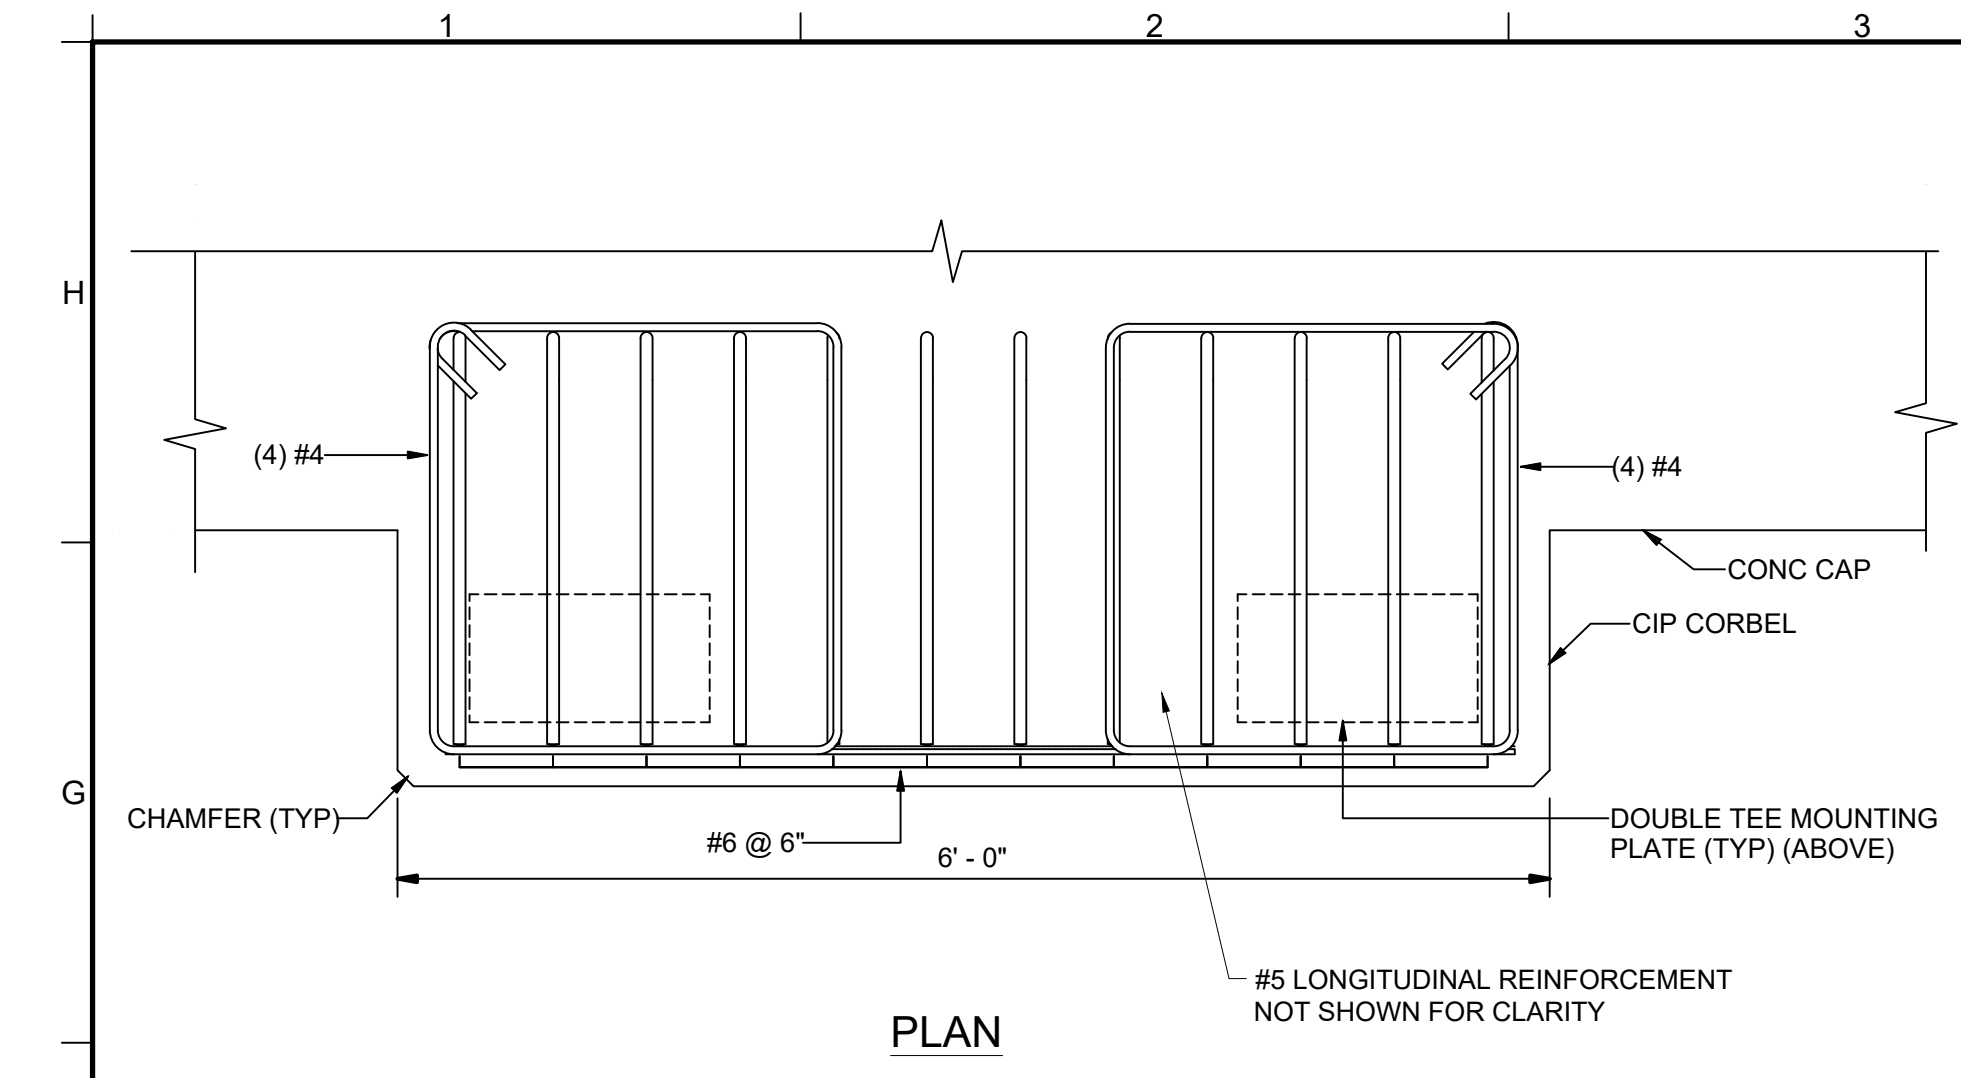 1
2
3
H
(4) #4
(4) #4
CONC CAP
CIP CORBEL
G
CHAMFER (TYP)
#6 @ 6"
6' - 0"
DOUBLE TEE MOUNTING
PLATE (TYP) (ABOVE)
#5 LONGITUDINAL REINFORCEMENT
NOT SHOWN FOR CLARITY
PLAN